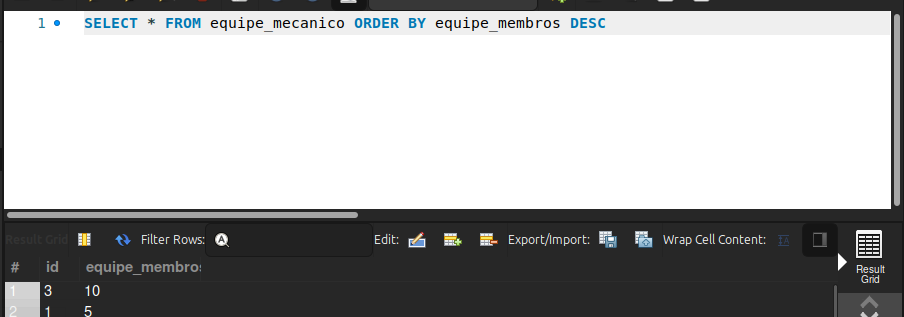 1 SELECT * FROM equipe_mecanico ORDER BY equipe_membros DESC
Result Grid Filter Rows: Edit: Export/Import: Wrap Cell Content:
Result
Grid
# id equipe_membros
1 3 10
2 1 5